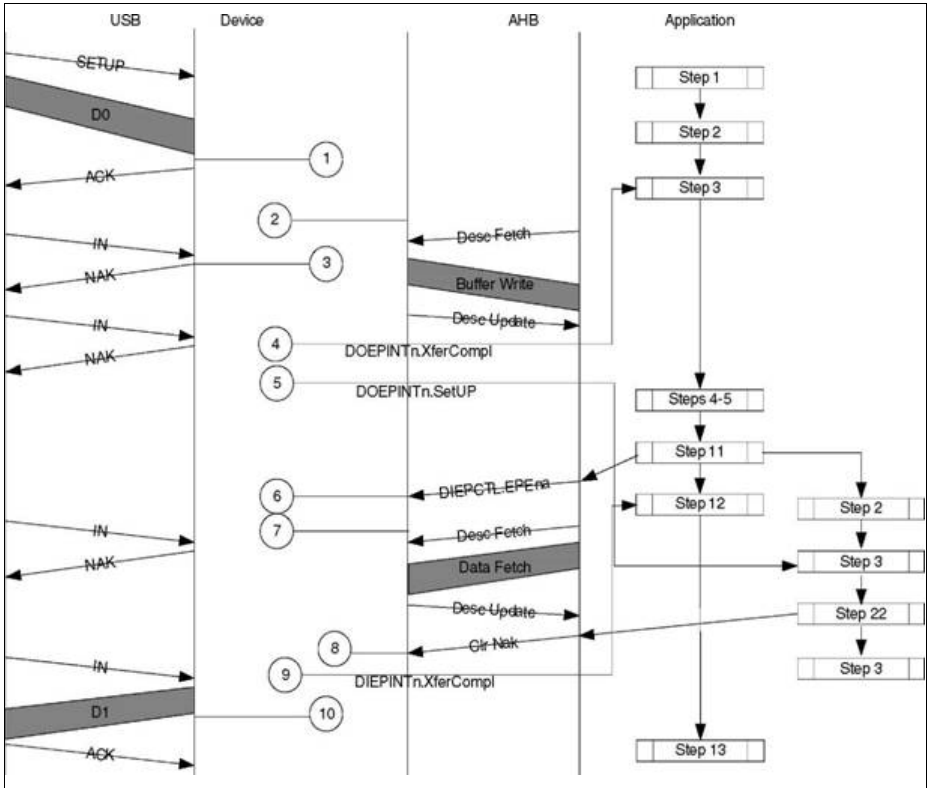 USB Device AHB Application
SETUP
Step 1
D0
Step 2
1
ACK
Step 3
2
Desc Fetch
IN
3
NAK
Buffer Write
IN
Desc Update
4
NAK
DOEPINTn.XferCompl
5
DOEPINTn.SetUP
Steps 4-5
Step 11
DIEPCTL.EPEna
6
Step 12
Step 2
IN
7
Desc Fetch
NAK
Data Fetch
Step 3
Desc Update
Step 22
8
Clr Nak
IN
9
DIEPINTn.XferCompl
Step 3
D1
10
ACK
Step 13